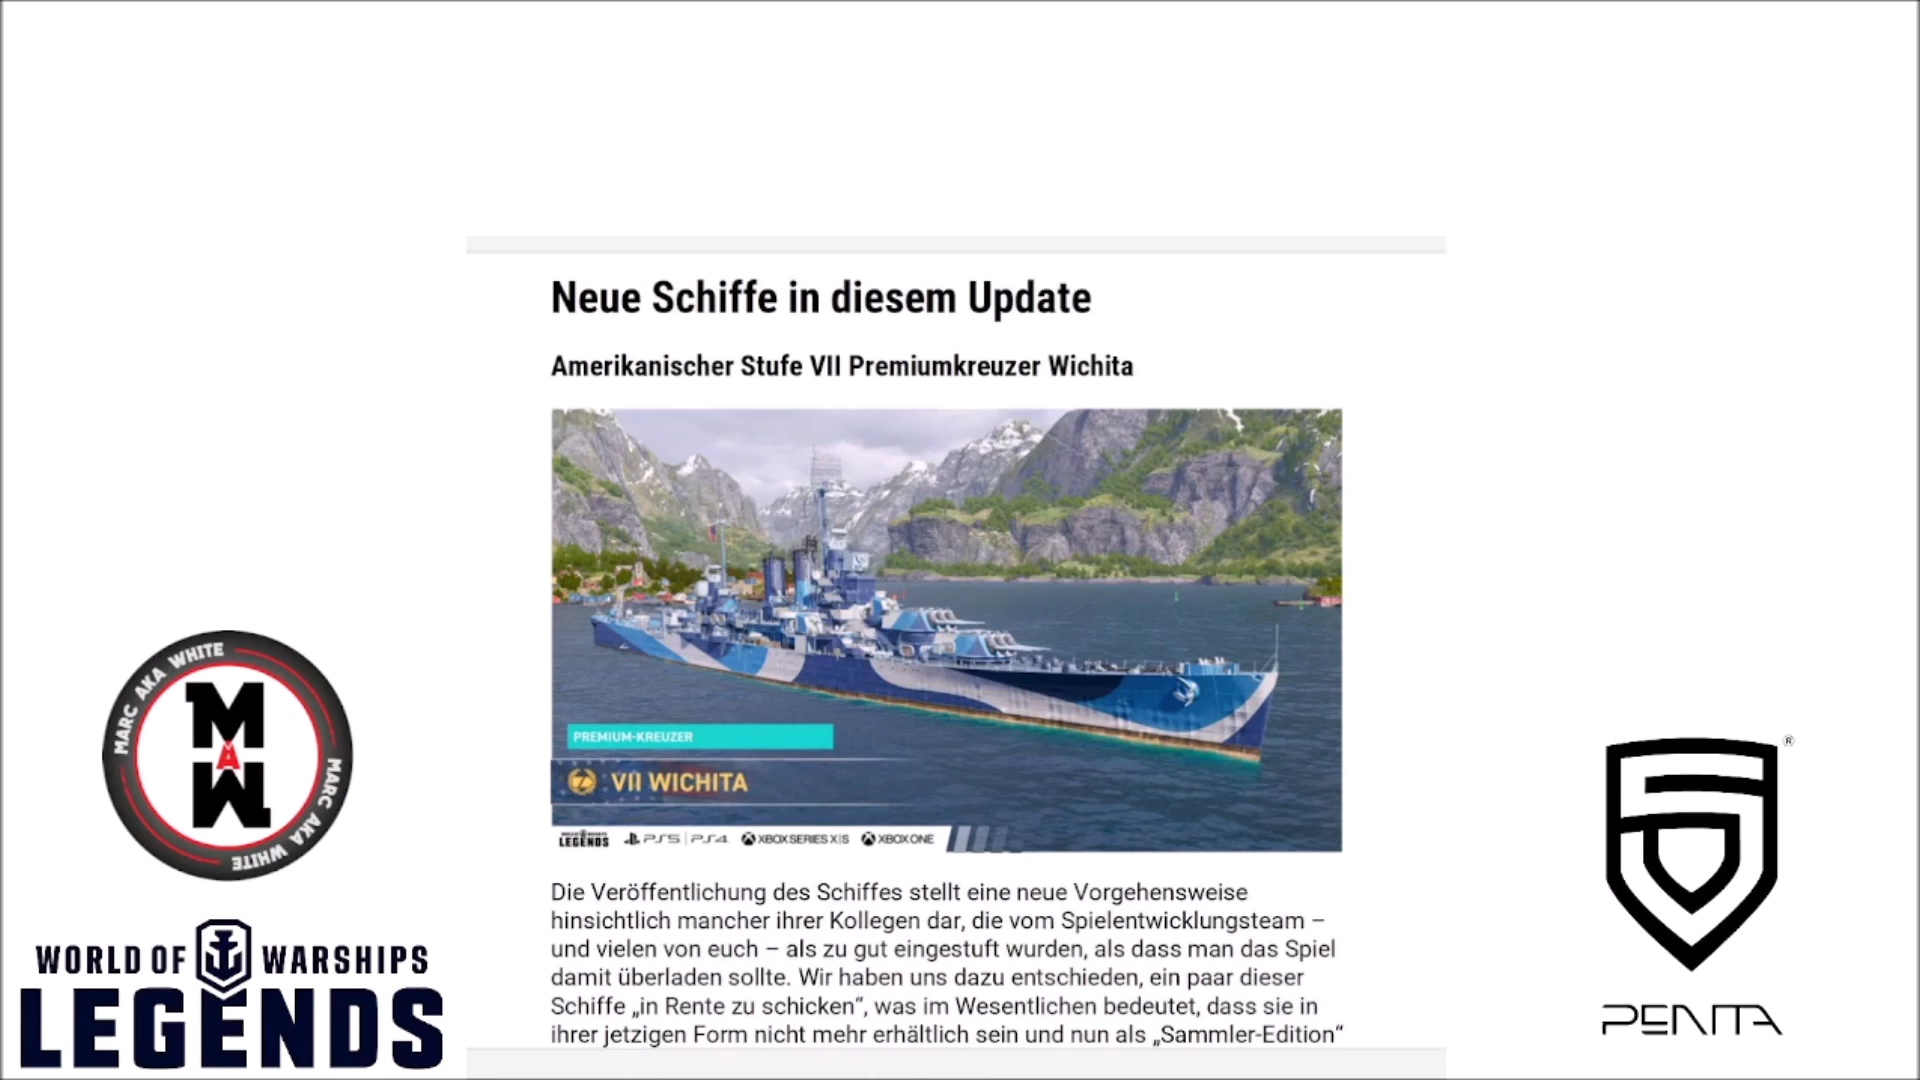 Neue Schiffe in diesem Update
Amerikanischer Stufe VII Premiumkreuzer Wichita
PREMIUM-KREUZER
VII WICHITA
LEGENDS PS5 | PS4 XBOX SERIES X|S XBOX ONE
Die Veröffentlichung des Schiffes stellt eine neue Vorgehensweise
hinsichtlich mancher ihrer Kollegen dar, die vom Spielentwicklungsteam –
und vielen von euch – als zu gut eingestuft wurden, als dass man das Spiel
damit überladen sollte. Wir haben uns dazu entschieden, ein paar dieser
Schiffe „in Rente zu schicken“, was im Wesentlichen bedeutet, dass sie in
ihrer jetzigen Form nicht mehr erhältlich sein und nun als „Sammler-Edition“
MARC AKA WHITE
MAW
MARC AKA WHITE
WORLD OF WARSHIPS
LEGENDS
®
PENTA